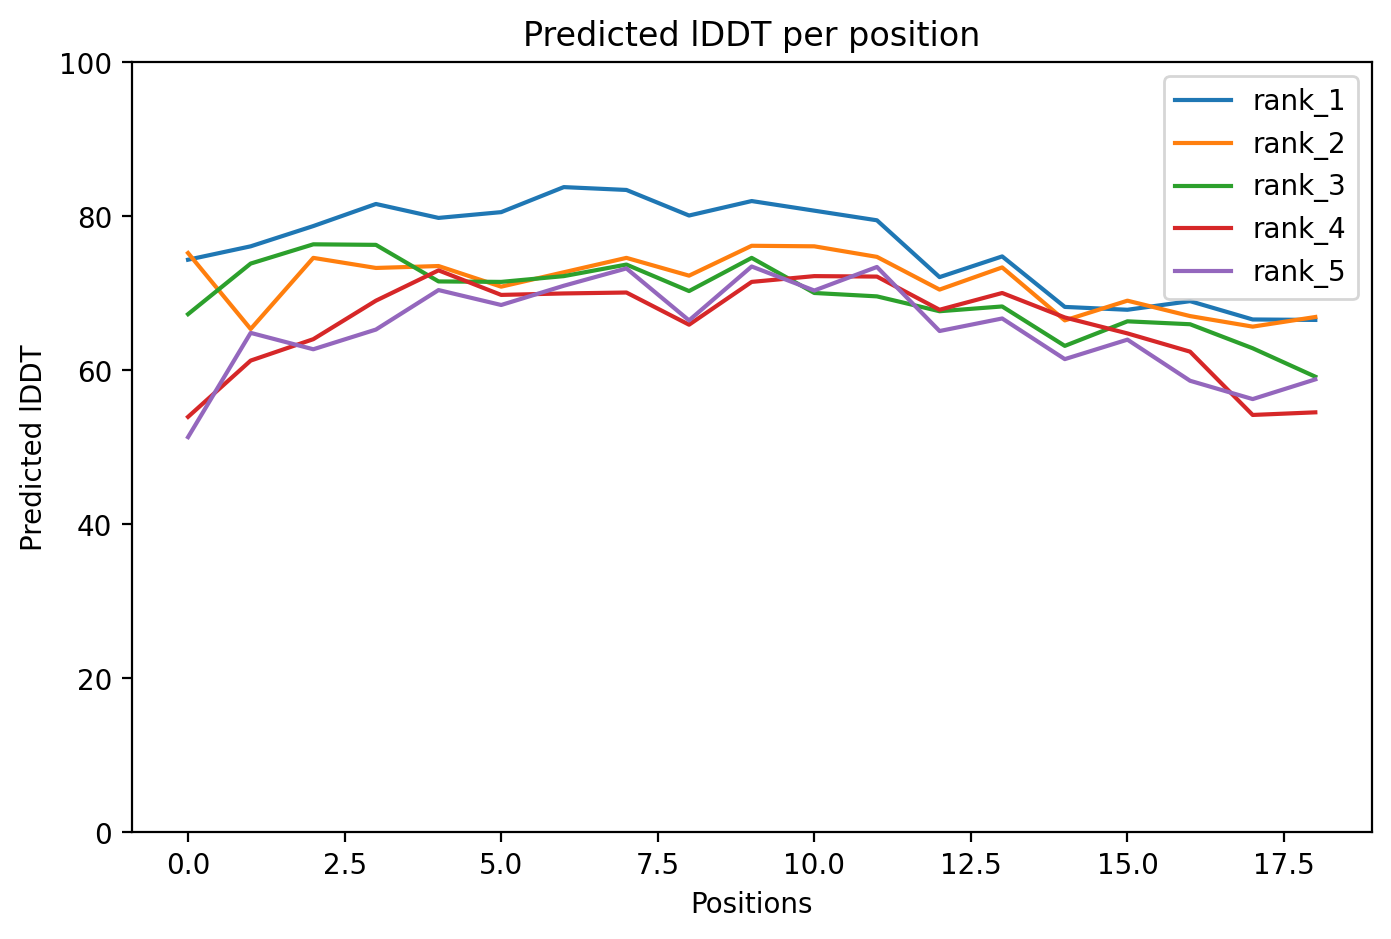 Predicted lDDT per position
100
80
60
40
20
0
Predicted lDDT
rank_1
rank_2
rank_3
rank_4
rank_5
0.0 2.5 5.0 7.5 10.0 12.5 15.0 17.5
Positions